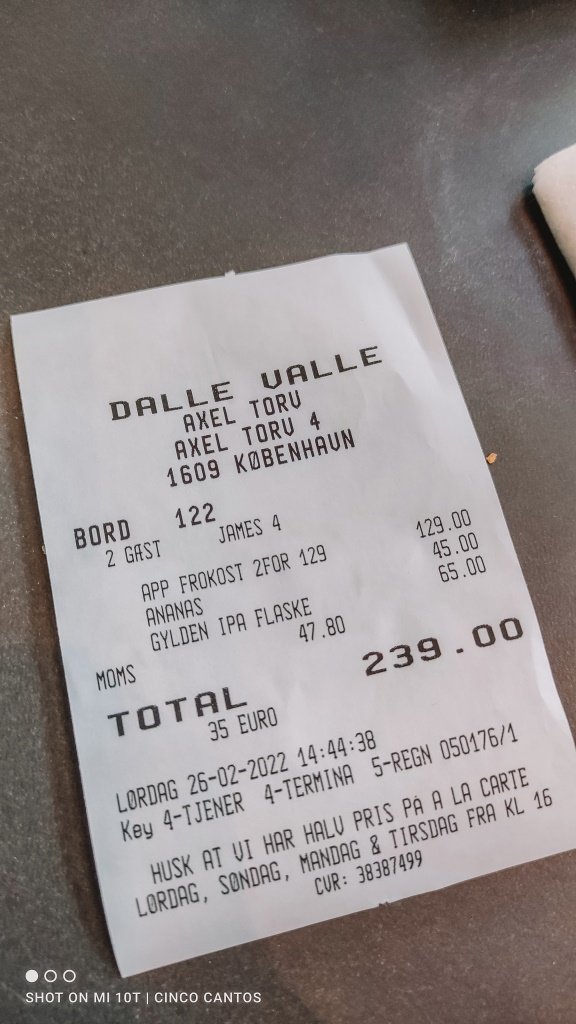 DALLE VALLE
AXEL TORV
AXEL TORV 4
1609 KØBENHAVN
BORD 122
2 GÆST JAMES 4
APP FROKOST 2FOR 129 129.00
ANANAS 45.00
GYLDEN IPA FLASKE 65.00
MOMS 47.80
TOTAL 239.00
35 EURO
LØRDAG 26-02-2022 14:44:38
Key 4-TJENER 4-TERMINA 5-REGN 050176/1
HUSK AT VI HAR HALV PRIS PÅ A LA CARTE
LØRDAG, SØNDAG, MANDAG & TIRSDAG FRA KL 16
CVR: 38387499
SHOT ON MI 10T | CINCO CANTOS